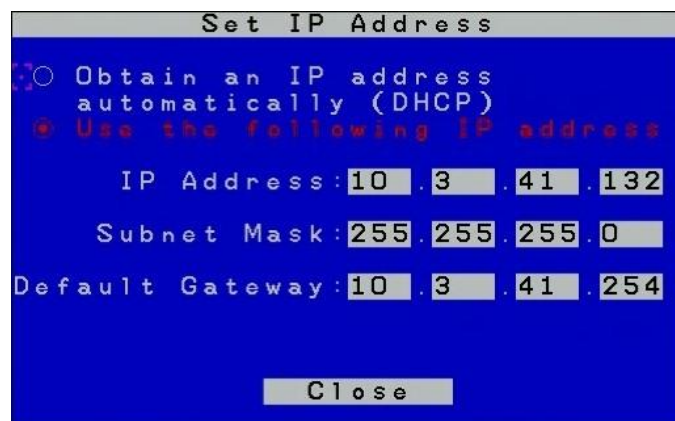 Set IP Address
Obtain an IP address
automatically (DHCP)
Use the following IP address
IP Address:10 .3 .41 .132
Subnet Mask:255.255.255.0
Default Gateway:10 .3 .41 .254
Close